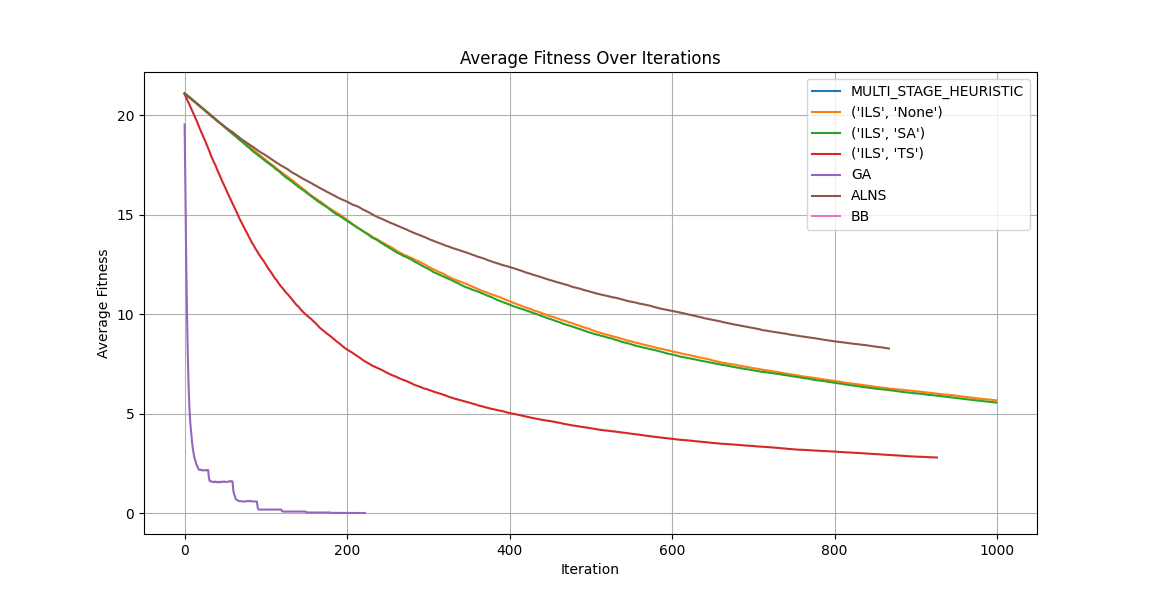 Average Fitness Over Iterations
MULTI_STAGE_HEURISTIC
('ILS', 'None')
('ILS', 'SA')
('ILS', 'TS')
GA
ALNS
BB
Average Fitness
20
15
10
5
0
0 200 400 600 800 1000
Iteration